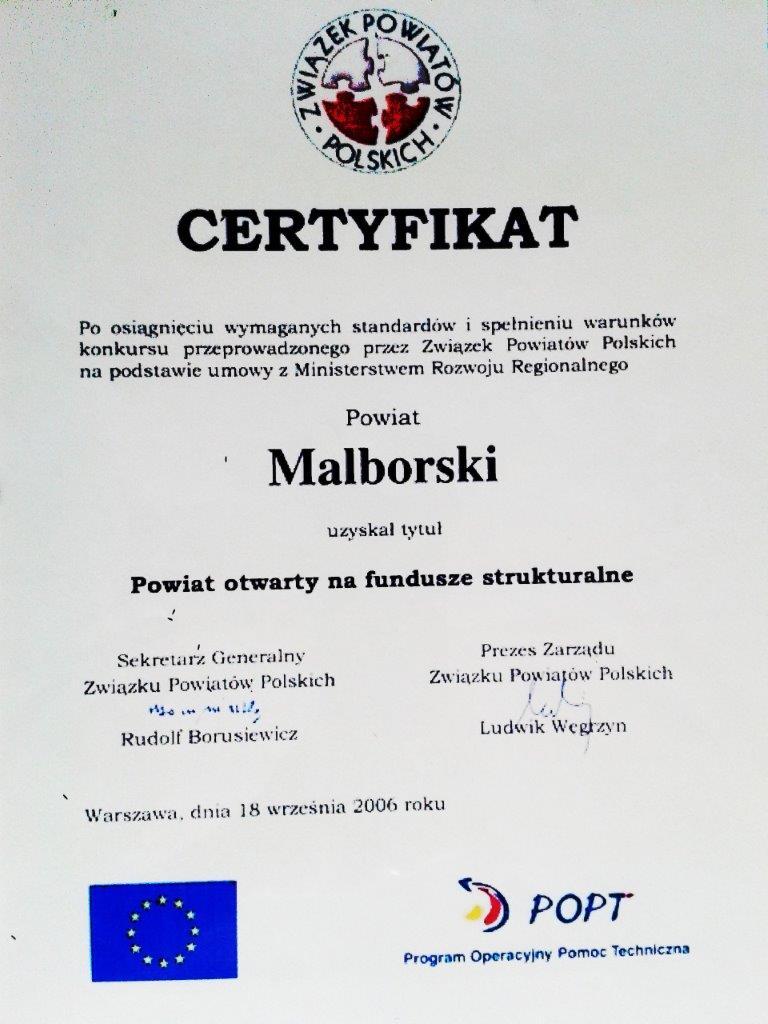 ZWIĄZEK POWIATÓW
POLSKICH
CERTYFIKAT
Po osiągnięciu wymaganych standardów i spełnieniu warunków
konkursu przeprowadzonego przez Związek Powiatów Polskich
na podstawie umowy z Ministerstwem Rozwoju Regionalnego
Powiat
Malborski
uzyskał tytuł
Powiat otwarty na fundusze strukturalne
Sekretarz Generalny
Związku Powiatów Polskich
Rudolf Borusiewicz
Prezes Zarządu
Związku Powiatów Polskich
Ludwik Węgrzyn
Warszawa, dnia 18 września 2006 roku
POPT
Program Operacyjny Pomoc Techniczna